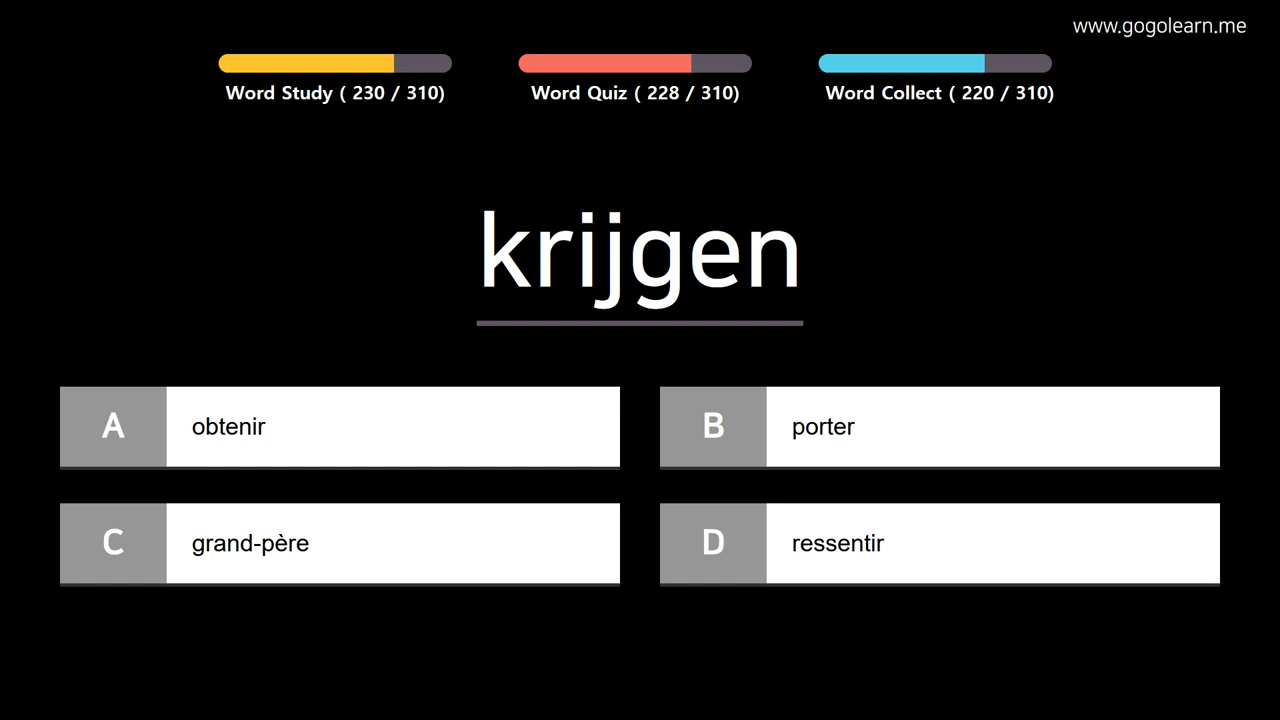 www.gogolearn.me
Word Study ( 230 / 310)
Word Quiz ( 228 / 310)
Word Collect ( 220 / 310)
krijgen
A obtenir
B porter
C grand-père
D ressentir